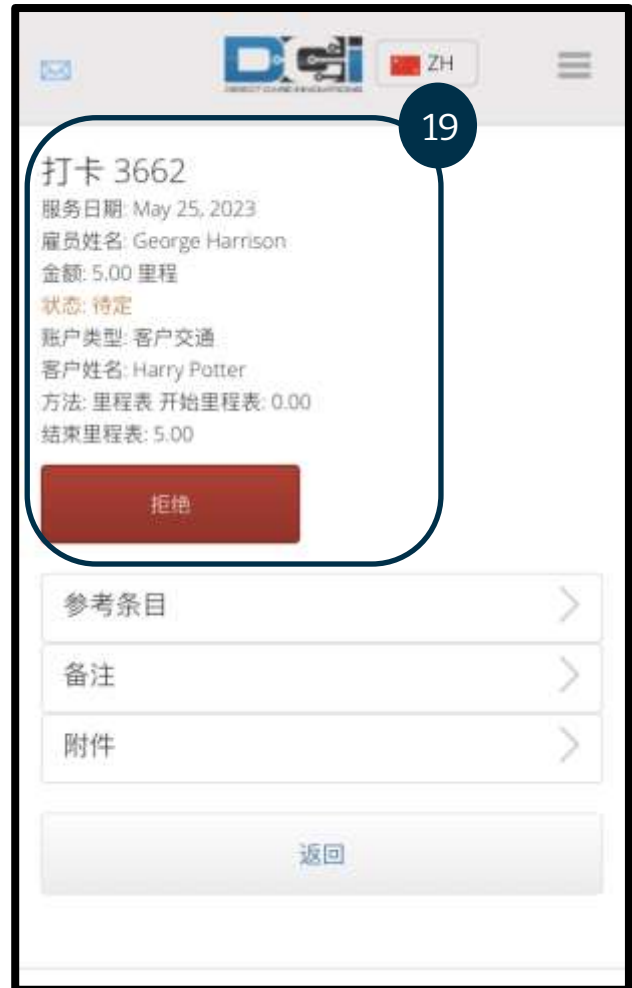 DCi
ZH
19
打卡 3662
服务日期: May 25, 2023
雇员姓名: George Harrison
金额: 5.00 里程
状态: 待定
账户类型: 客户交通
客户姓名: Harry Potter
方法: 里程表 开始里程表: 0.00
结束里程表: 5.00
拒绝
参考条目
备注
附件
返回